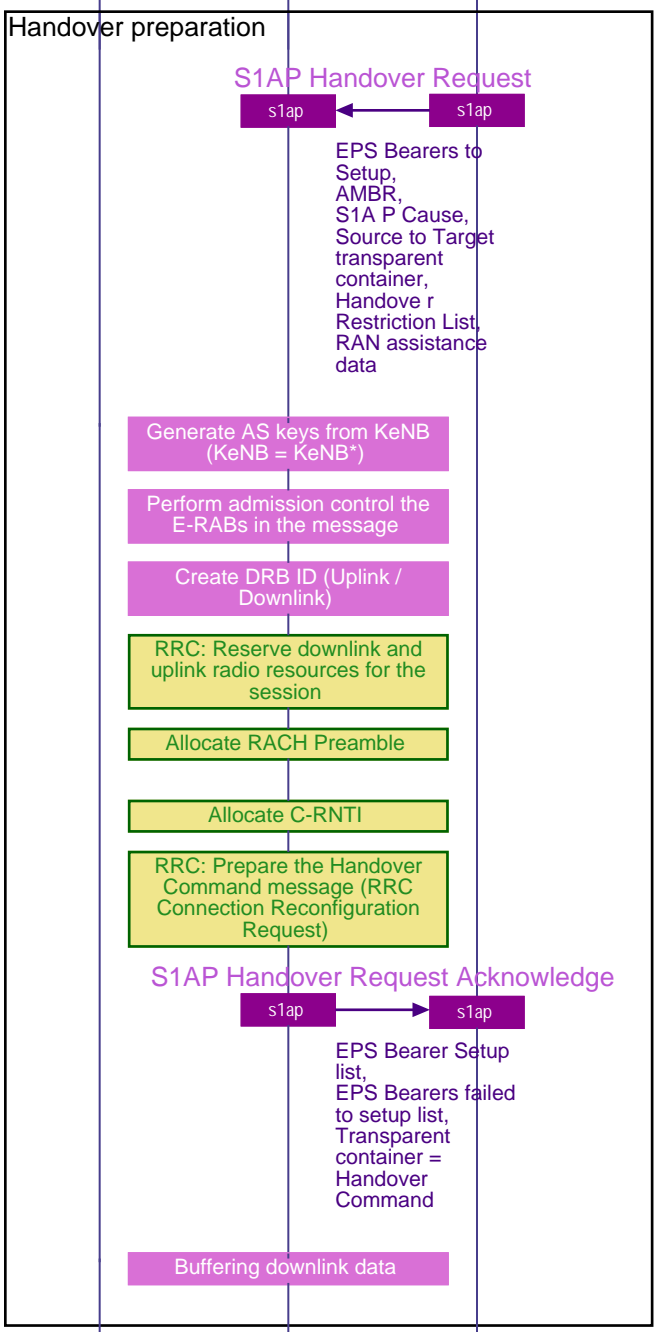 Handover preparation
S1AP Handover Request
s1ap
s1ap
EPS Bearers to
Setup,
AMBR,
S1A P Cause,
Source to Target
transparent
container,
Handove r
Restriction List,
RAN assistance
data
Generate AS keys from KeNB
(KeNB = KeNB*)
Perform admission control the
E-RABs in the message
Create DRB ID (Uplink /
Downlink)
RRC: Reserve downlink and
uplink radio resources for the
session
Allocate RACH Preamble
Allocate C-RNTI
RRC: Prepare the Handover
Command message (RRC
Connection Reconfiguration
Request)
S1AP Handover Request Acknowledge
s1ap
s1ap
EPS Bearer Setup
list,
EPS Bearers failed
to setup list,
Transparent
container =
Handover
Command
Buffering downlink data